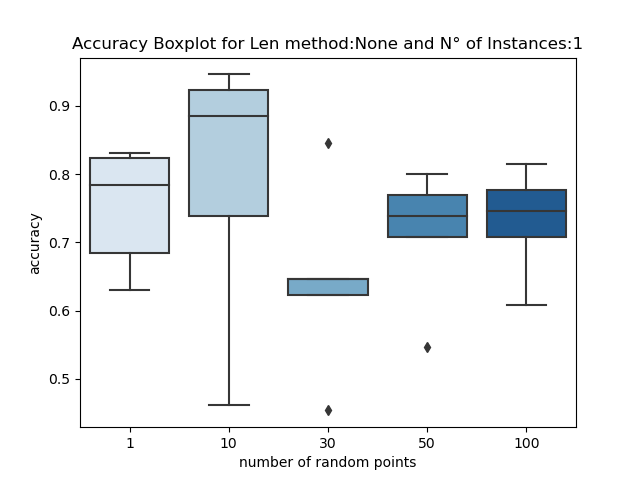 Accuracy Boxplot for Len method:None and N° of Instances:1
accuracy
0.9
0.8
0.7
0.6
0.5
1 10 30 50 100
number of random points